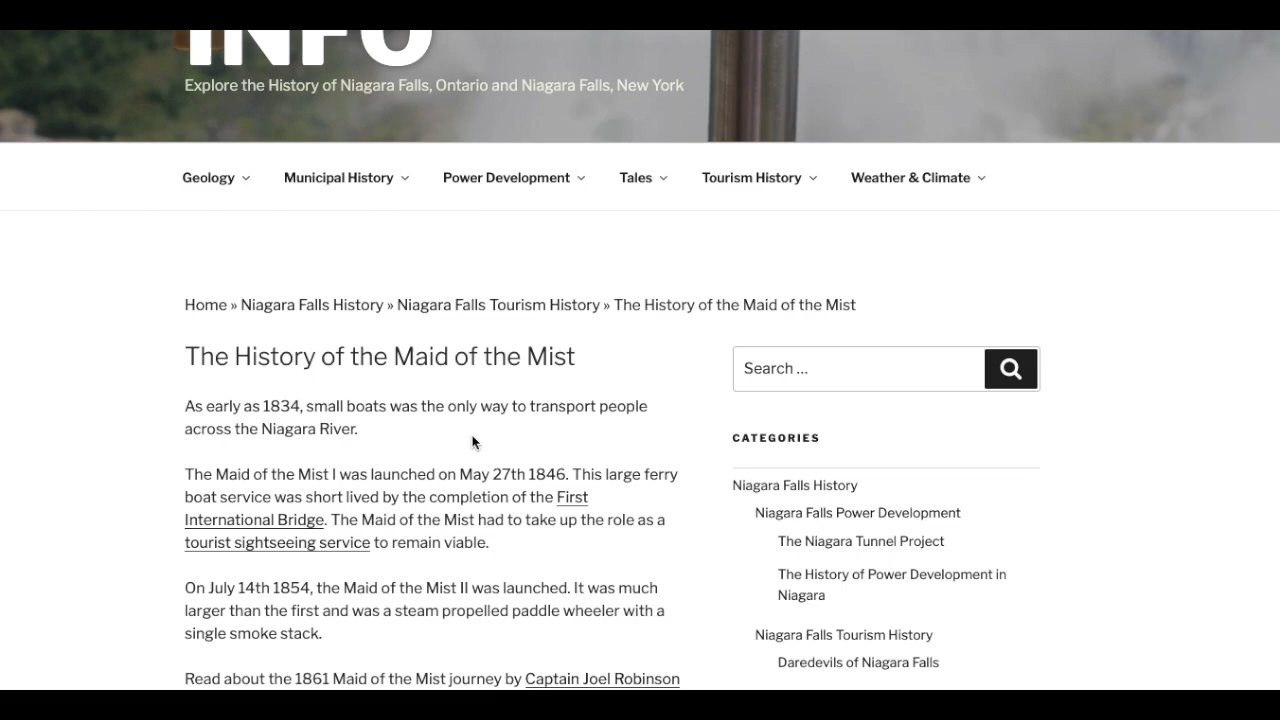 INFO
Explore the History of Niagara Falls, Ontario and Niagara Falls, New York
Geology Municipal History Power Development Tales Tourism History Weather & Climate
Home » Niagara Falls History » Niagara Falls Tourism History » The History of the Maid of the Mist
The History of the Maid of the Mist
As early as 1834, small boats was the only way to transport people
across the Niagara River.
The Maid of the Mist I was launched on May 27th 1846. This large ferry
boat service was short lived by the completion of the First
International Bridge. The Maid of the Mist had to take up the role as a
tourist sightseeing service to remain viable.
On July 14th 1854, the Maid of the Mist II was launched. It was much
larger than the first and was a steam propelled paddle wheeler with a
single smoke stack.
Read about the 1861 Maid of the Mist journey by Captain Joel Robinson
Search …
CATEGORIES
Niagara Falls History
Niagara Falls Power Development
The Niagara Tunnel Project
The History of Power Development in
Niagara
Niagara Falls Tourism History
Daredevils of Niagara Falls